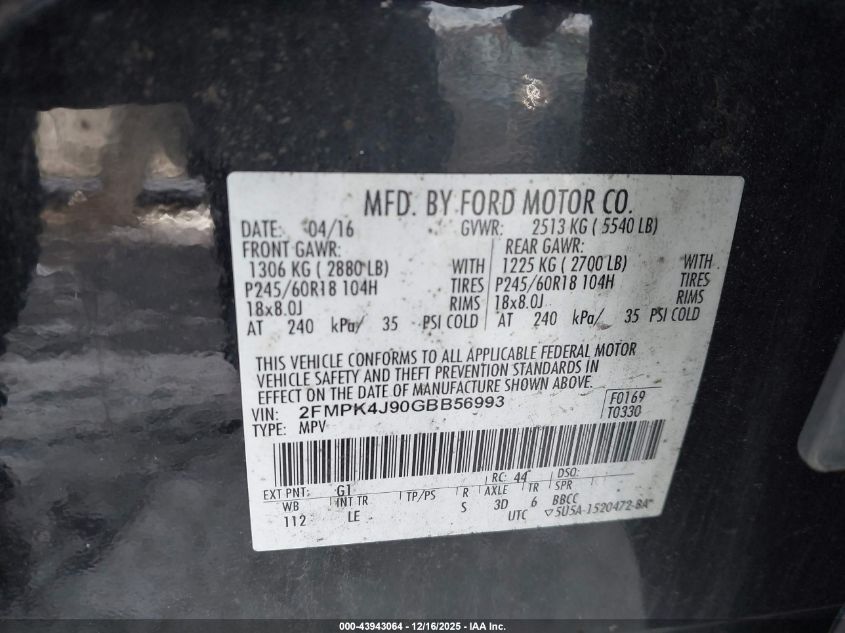 MFD. BY FORD MOTOR CO.
DATE: 04/16 GVWR: 2513 KG ( 5540 LB)
FRONT GAWR: REAR GAWR:
1306 KG ( 2880 LB) WITH 1225 KG ( 2700 LB) WITH
P245/60R18 104H TIRES P245/60R18 104H TIRES
18x8.0J RIMS 18x8.0J RIMS
AT 240 kPa/ 35 PSI COLD AT 240 kPa/ 35 PSI COLD
THIS VEHICLE CONFORMS TO ALL APPLICABLE FEDERAL MOTOR
VEHICLE SAFETY AND THEFT PREVENTION STANDARDS IN
EFFECT ON THE DATE OF MANUFACTURE SHOWN ABOVE.
VIN: 2FMPK4J90GBB56993 F0169
TYPE: MPV T0330
EXT PNT: G1 RC: 44 DSO:
WB INT TR TP/PS R AXLE TR SPR
112 LE S 3D 6 BBCC
UTC ▽5U5A-1520472-BA*
000-43943064 - 12/16/2025 - IAA Inc.